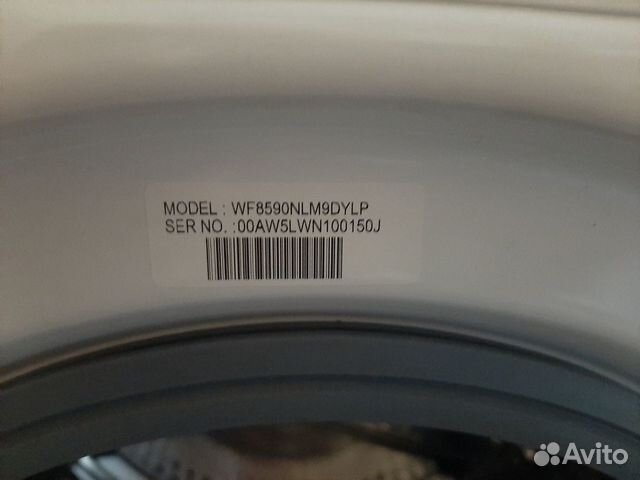 MODEL : WF8590NLM9DYLP
SER NO. :00AW5LWN100150J
Avito